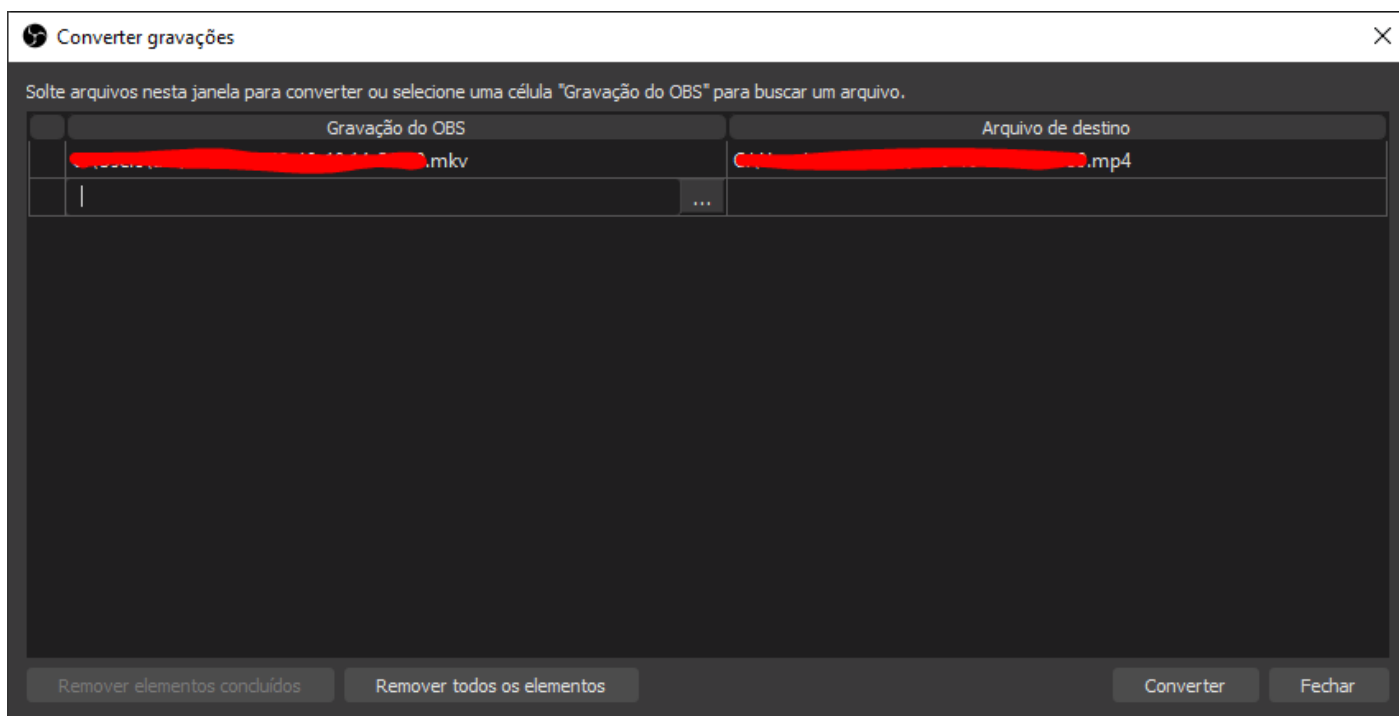 Converter gravações
Solte arquivos nesta janela para converter ou selecione uma célula "Gravação do OBS" para buscar um arquivo.
Gravação do OBS Arquivo de destino
.mkv .mp4
...
Remover elementos concluídos Remover todos os elementos Converter Fechar